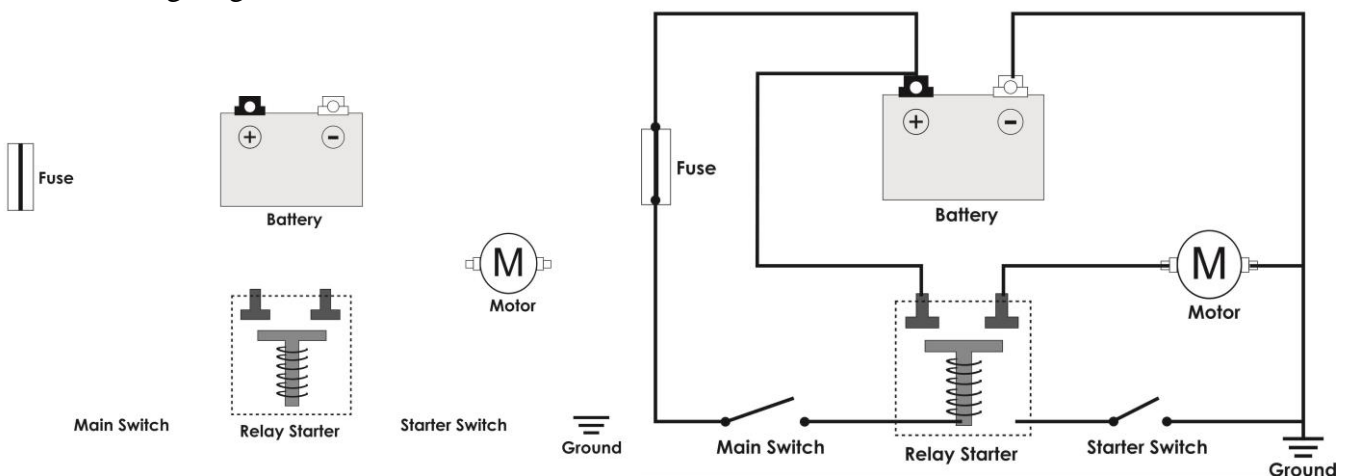 Fuse
+ -
Battery
M
Motor
Main Switch
Relay Starter
Starter Switch
Ground
+ -
Fuse
Battery
M
Motor
Main Switch
Relay Starter
Starter Switch
Ground